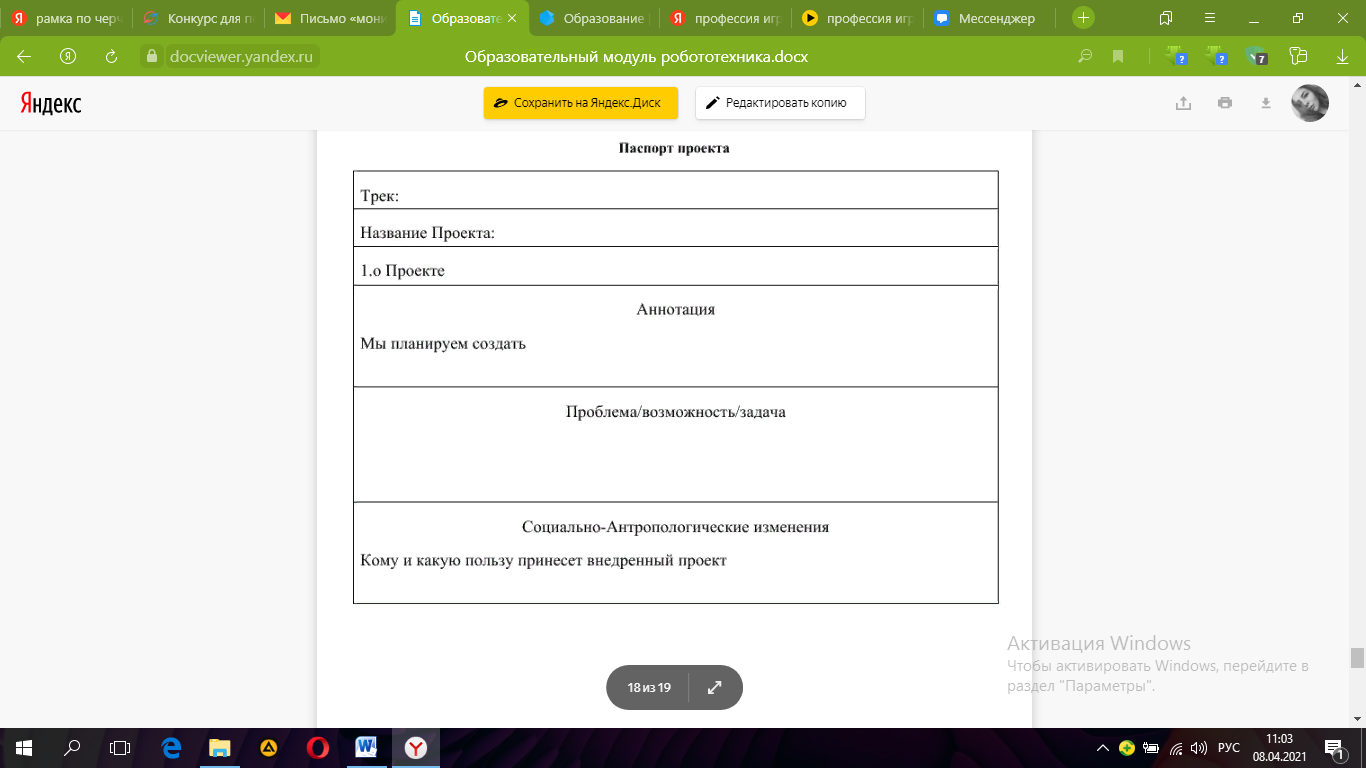 рамка по черч
Конкурс для п
Письмо «мони
Образовате
Образование
профессия игр
профессия игр
Мессенджер
docviewer.yandex.ru
Образовательный модуль робототехника.docx
7
Яндекс
Сохранить на Яндекс.Диск
Редактировать копию
Паспорт проекта
Трек:
Название Проекта:
1.о Проекте
Аннотация
Мы планируем создать
Проблема/возможность/задача
Социально-Антропологические изменения
Кому и какую пользу принесет внедренный проект
18 из 19
Активация Windows
Чтобы активировать Windows, перейдите в
раздел "Параметры".
РУС
11:03
08.04.2021
1